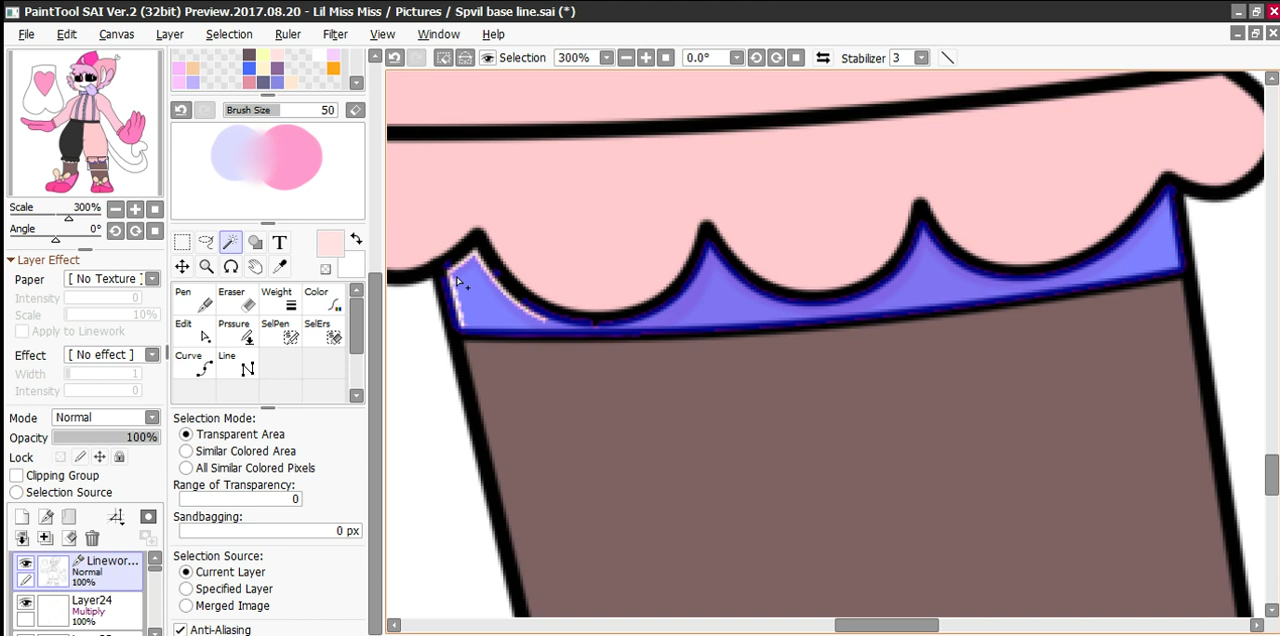 PaintTool SAI Ver.2 (32bit) Preview.2017.08.20 - Lil Miss Miss / Pictures / Spvil base line.sai (*)
File Edit Canvas Layer Selection Ruler Filter View Window Help
Selection 300% 0.0° Stabilizer 3
Scale 300%
Angle 0°
Layer Effect
Paper [ No Texture ]
Intensity 0
Scale 10%
Apply to Linework
Effect [ No effect ]
Width 1
Intensity 0
Mode Normal
Opacity 100%
Lock
Clipping Group
Selection Source
Linewor...
Normal
100%
Layer24
Multiply
100%
Brush Size 50
T
Pen Eraser Weight Color
Edit Prssure SelPen SelErs
Curve Line
Selection Mode:
Transparent Area
Similar Colored Area
All Similar Colored Pixels
Range of Transparency:
0
Sandbagging:
0 px
Selection Source:
Current Layer
Specified Layer
Merged Image
Anti-Aliasing